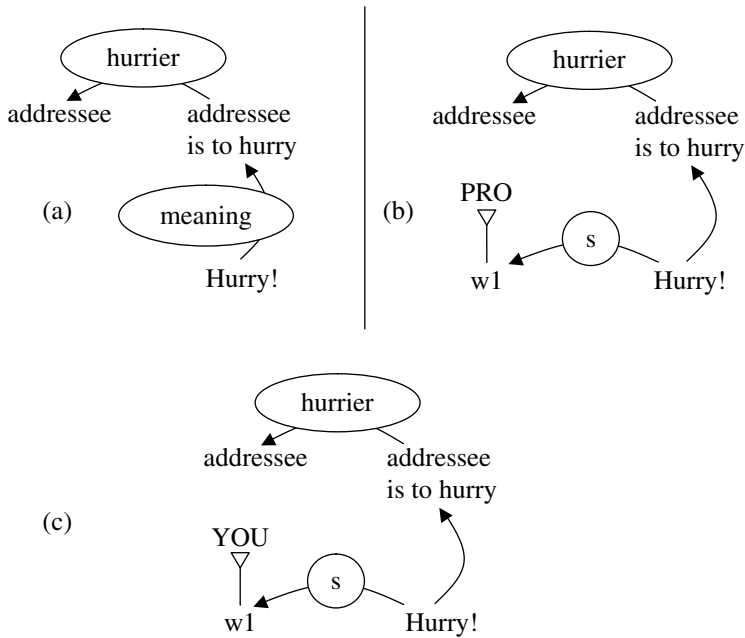 hurrier
addressee
addressee
is to hurry
(a)
meaning
Hurry!
hurrier
addressee
addressee
is to hurry
(b)
PRO
s
w1
Hurry!
hurrier
addressee
addressee
is to hurry
(c)
YOU
s
w1
Hurry!